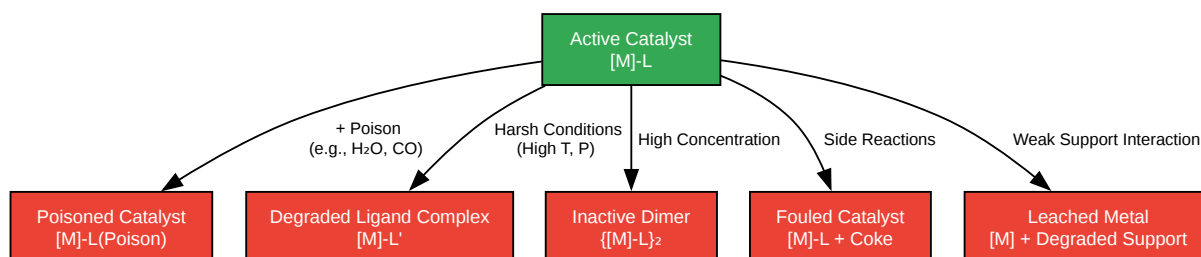 Active Catalyst
[M]-L
+ Poison
(e.g., H₂O, CO)
Harsh Conditions
(High T, P)
High Concentration
Side Reactions
Weak Support Interaction
Poisoned Catalyst
[M]-L(Poison)
Degraded Ligand Complex
[M]-L'
Inactive Dimer
{[M]-L}₂
Fouled Catalyst
[M]-L + Coke
Leached Metal
[M] + Degraded Support